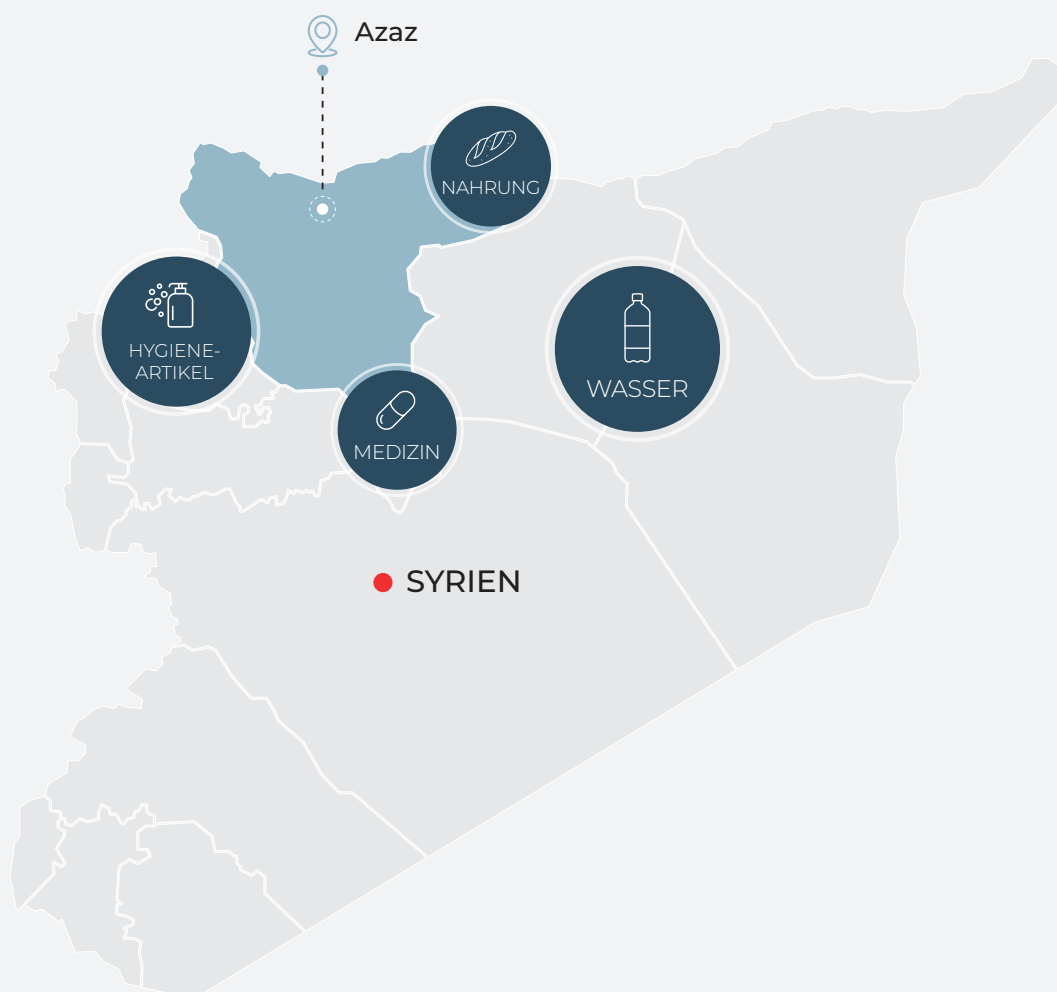 Azaz
NAHRUNG
HYGIENE-
ARTIKEL
WASSER
MEDIZIN
SYRIEN